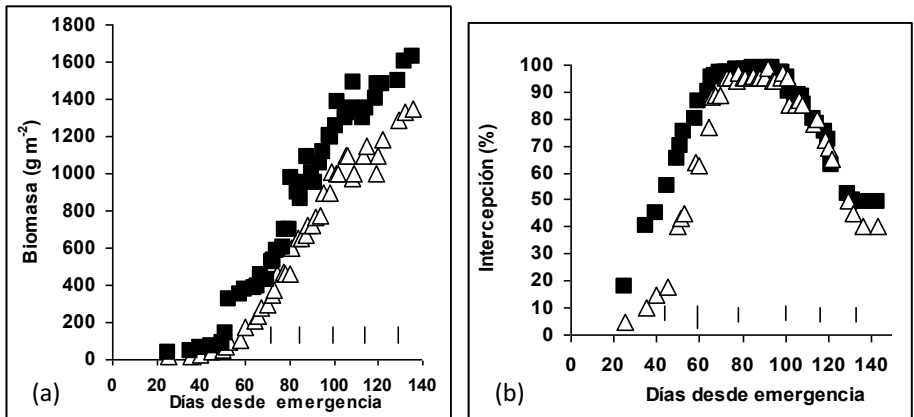 1800
1600
1400
1200
1000
800
600
400
200
0
Biomasa (g m-2)
0 20 40 60 80 100 120 140
Días desde emergencia
(a)
100
90
80
70
60
50
40
30
20
10
0
Intercepción (%)
0 20 40 60 80 100 120 140
Días desde emergencia
(b)